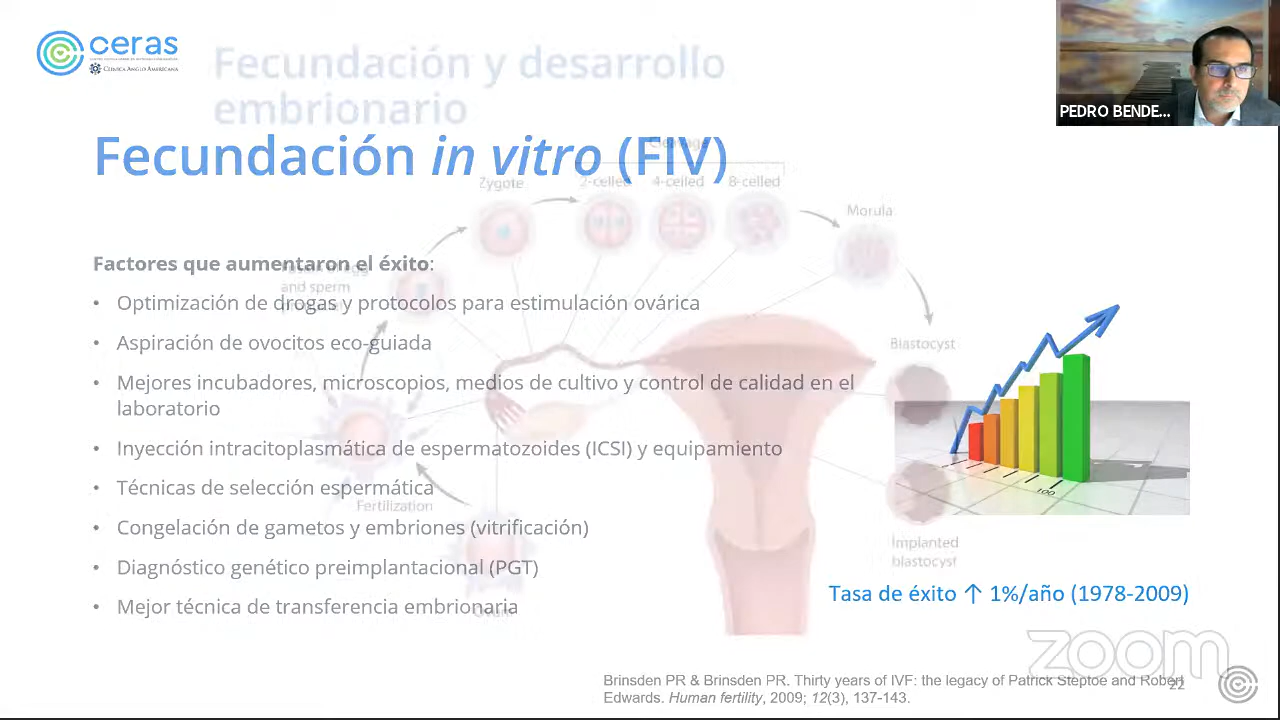 ceras
CLÍNICA ANGLO AMERICANA
PEDRO BENDE...
Fecundación y desarrollo
embrionario
Fecundación in vitro (FIV)
Cleavage
Zygote
2-celled 4-celled 8-celled
Morula
Factores que aumentaron el éxito:
and sperm
• Optimización de drogas y protocolos para estimulación ovárica
• Aspiración de ovocitos eco-guiada
Blastocyst
• Mejores incubadores, microscopios, medios de cultivo y control de calidad en el
laboratorio
• Inyección intracitoplasmática de espermatozoides (ICSI) y equipamiento
• Técnicas de selección espermática
100
Fertilization
• Congelación de gametos y embriones (vitrificación)
Implanted
blastocyst
• Diagnóstico genético preimplantacional (PGT)
• Mejor técnica de transferencia embrionaria
Ovum
Tasa de éxito ↑ 1%/año (1978-2009)
zoom
Brinsden PR & Brinsden PR. Thirty years of IVF: the legacy of Patrick Steptoe and Robert
Edwards. Human fertility, 2009; 12(3), 137-143.
22